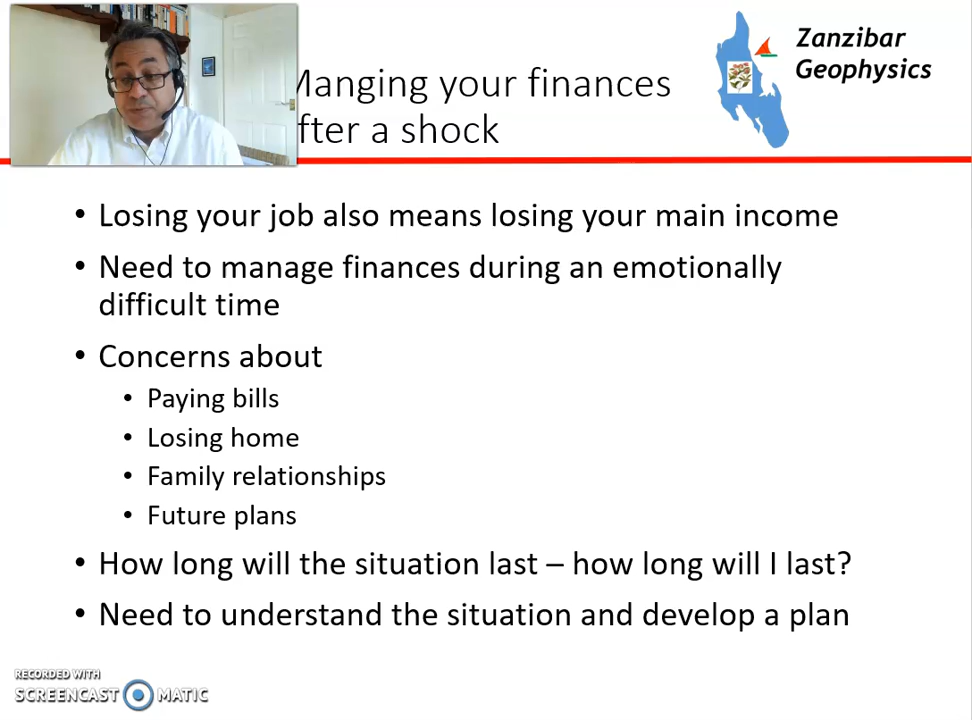 Manging your finances
fter a shock
Zanzibar
Geophysics
• Losing your job also means losing your main income
• Need to manage finances during an emotionally
difficult time
• Concerns about
• Paying bills
• Losing home
• Family relationships
• Future plans
• How long will the situation last – how long will I last?
• Need to understand the situation and develop a plan
RECORDED WITH
SCREENCAST MATIC